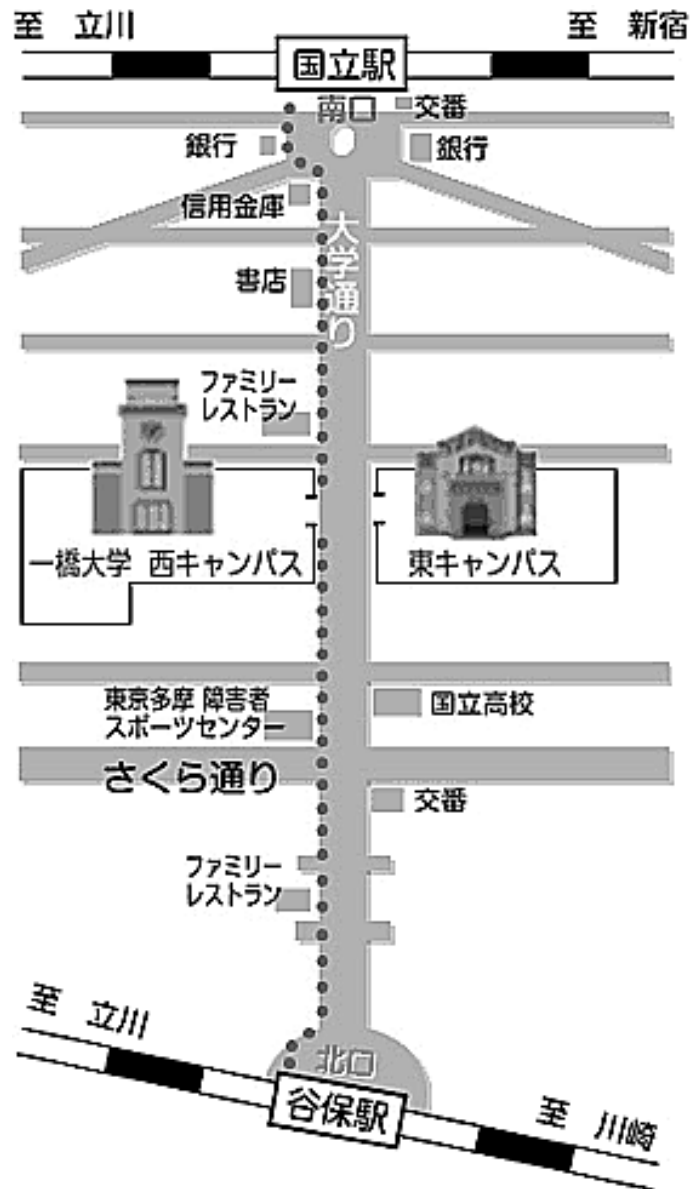 至 立川
至 新宿
国立駅
南口
交番
銀行
銀行
信用金庫
大学通り
書店
ファミリー
レストラン
一橋大学 西キャンパス
東キャンパス
東京多摩 障害者
スポーツセンター
国立高校
さくら通り
交番
ファミリー
レストラン
至 立川
北口
谷保駅
至 川崎